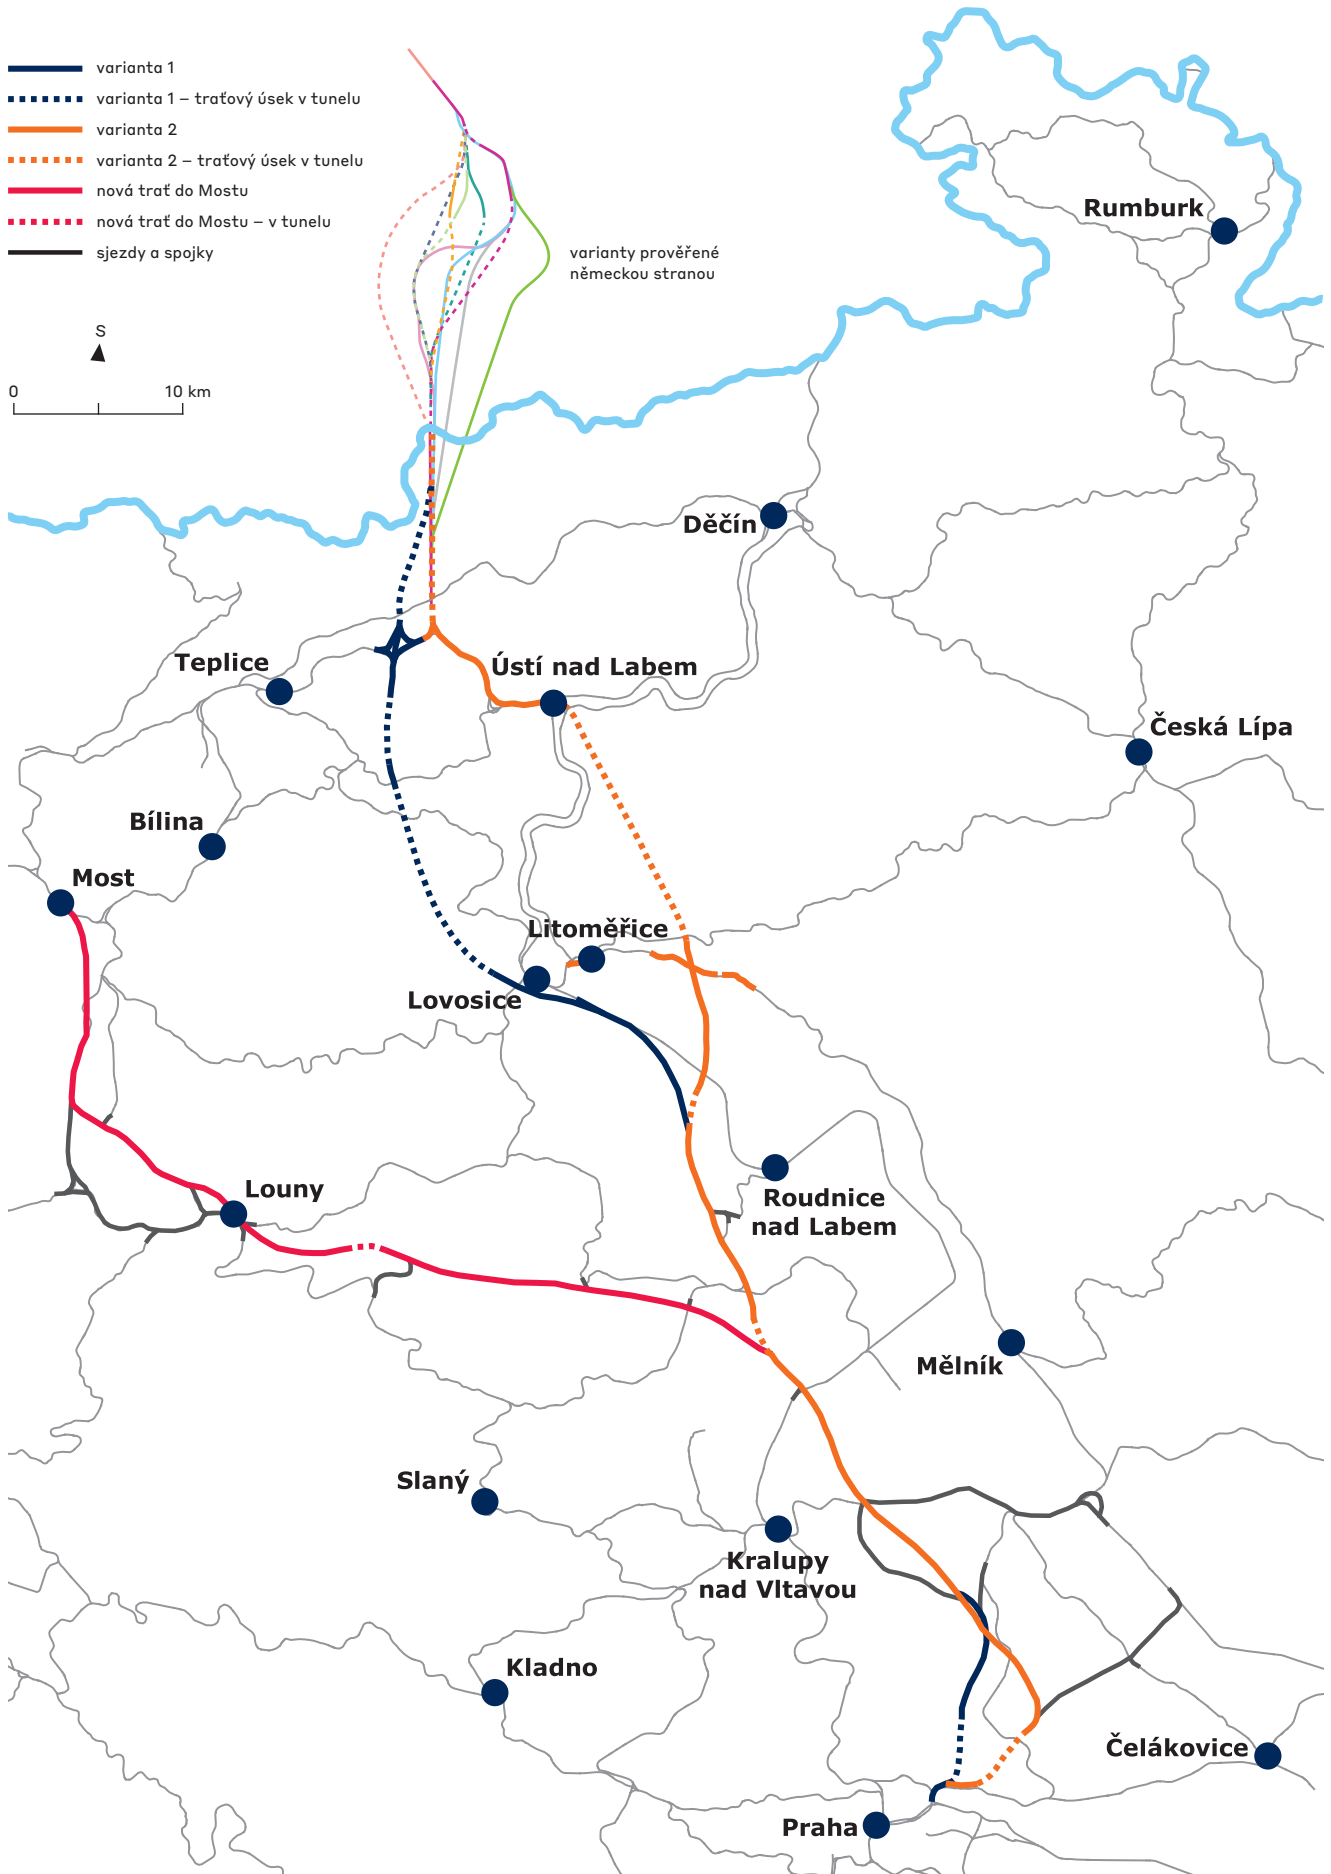 varianta 1
varianta 1 – traťový úsek v tunelu
varianta 2
varianta 2 – traťový úsek v tunelu
nová trať do Mostu
nová trať do Mostu – v tunelu
sjezdy a spojky
varianty prověřené
německou stranou
S
0
10 km
Rumburk
Děčín
Teplice
Ústí nad Labem
Česká Lípa
Bílina
Most
Litoměřice
Lovosice
Louny
Roudnice
nad Labem
Mělník
Slaný
Kralupy
nad Vltavou
Kladno
Čelákovice
Praha